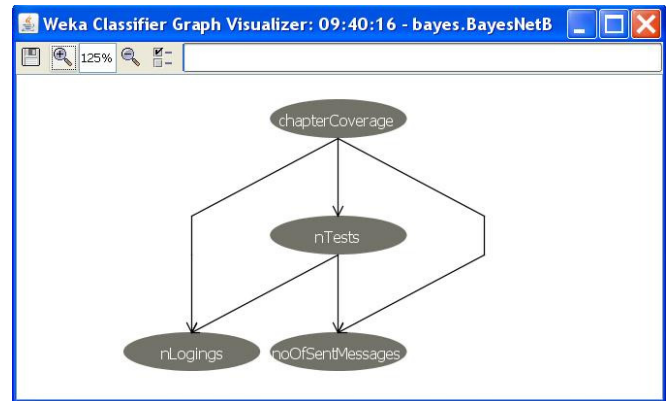 Weka Classifier Graph Visualizer: 09:40:16 - bayes.BayesNetB
125%
chapterCoverage
nTests
nLogings
noOfSentMessages